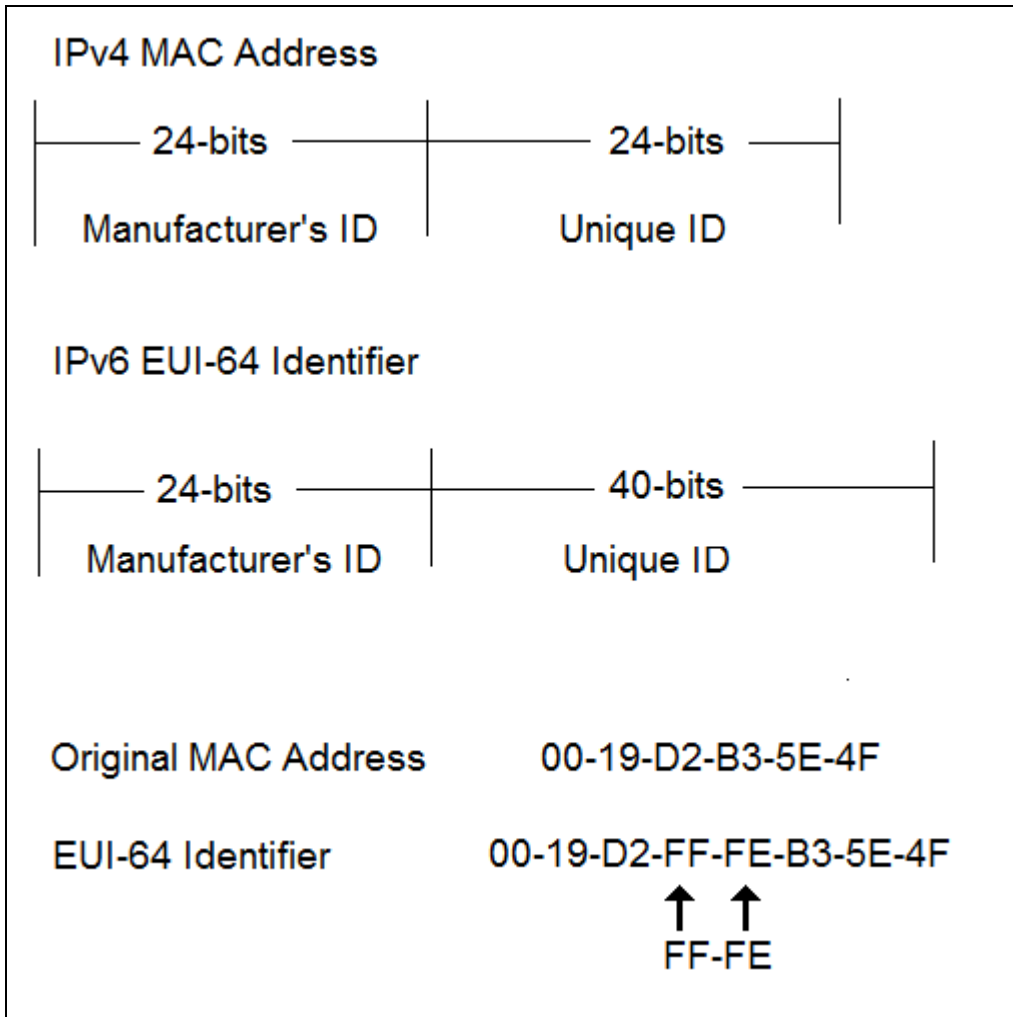 IPv4 MAC Address
24-bits 24-bits
Manufacturer's ID Unique ID
IPv6 EUI-64 Identifier
24-bits 40-bits
Manufacturer's ID Unique ID
Original MAC Address 00-19-D2-B3-5E-4F
EUI-64 Identifier 00-19-D2-FF-FE-B3-5E-4F
FF-FE